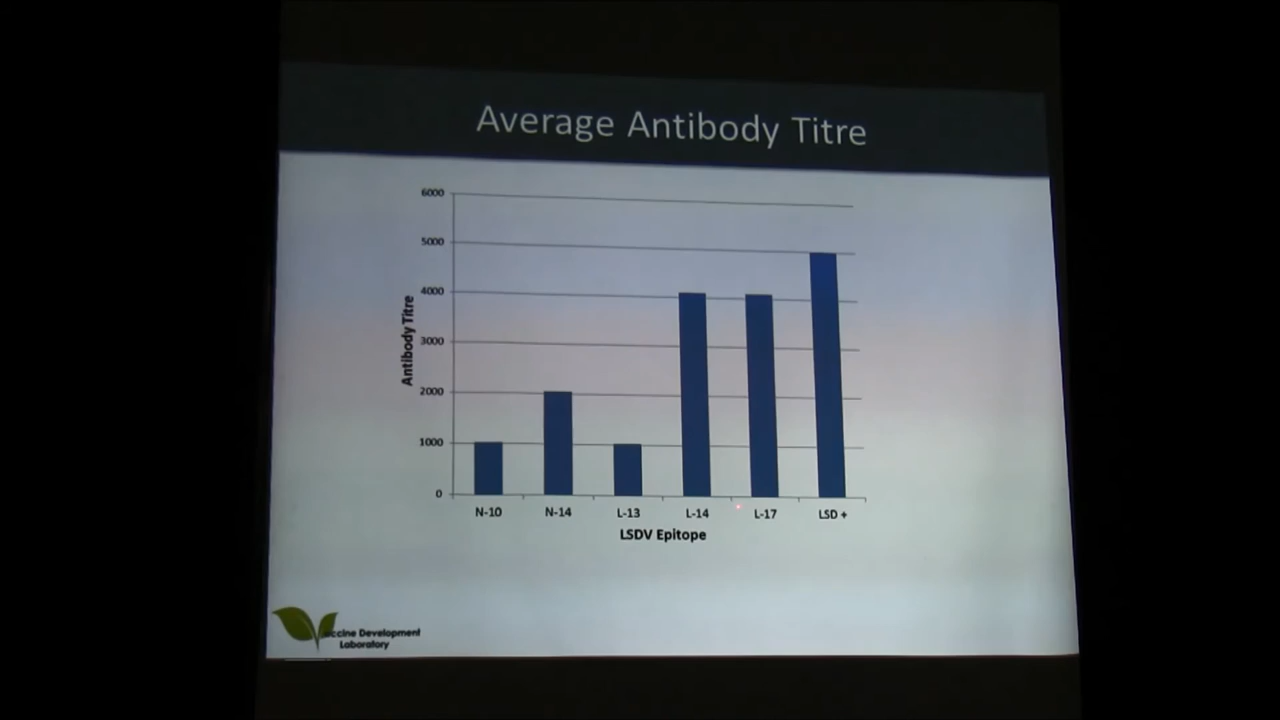 Average Antibody Titre
6000
5000
4000
3000
2000
1000
0
Antibody Titre
N-10 N-14 L-13 L-14 L-17 LSD +
LSDV Epitope
Vaccine Development
Laboratory